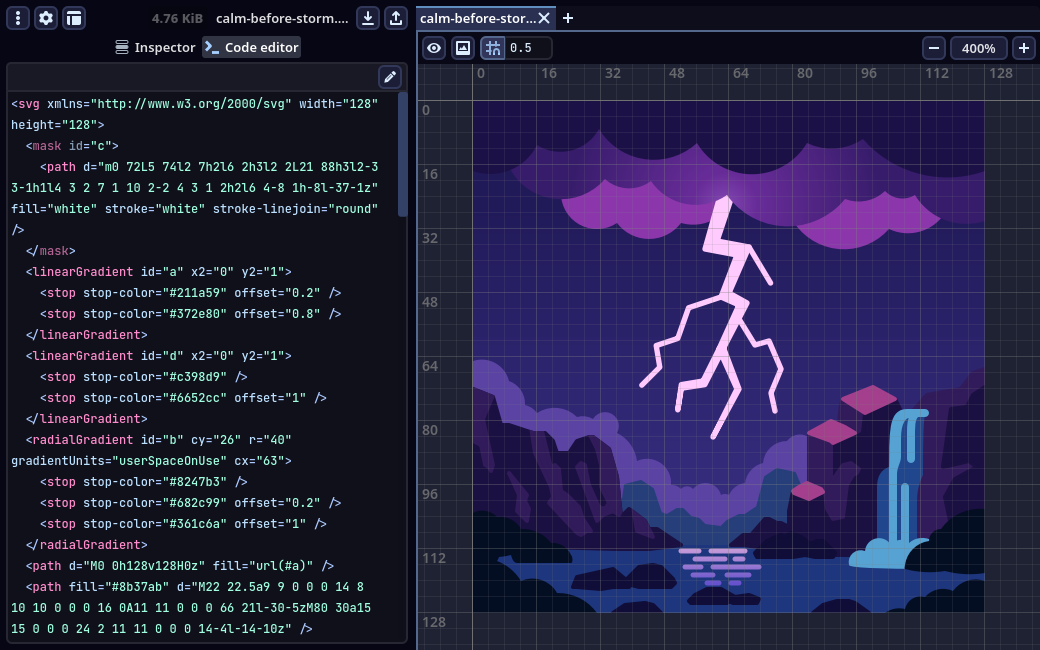 4.76 KiB calm-before-storm....
Inspector Code editor
<svg xmlns="http://www.w3.org/2000/svg" width="128"
height="128">
<mask id="c">
<path d="m0 72L5 74l2 7h2l6 2h3l2 2L21 88h3l2-3
3-1h1l4 3 2 7 1 10 2-2 4 3 1 2h2l6 4-8 1h-8l-37-1z"
fill="white" stroke="white" stroke-linejoin="round"
/>
</mask>
<linearGradient id="a" x2="0" y2="1">
<stop stop-color="#211a59" offset="0.2" />
<stop stop-color="#372e80" offset="0.8" />
</linearGradient>
<linearGradient id="d" x2="0" y2="1">
<stop stop-color="#c398d9" />
<stop stop-color="#6652cc" offset="1" />
</linearGradient>
<radialGradient id="b" cy="26" r="40"
gradientUnits="userSpaceOnUse" cx="63">
<stop stop-color="#8247b3" />
<stop stop-color="#682c99" offset="0.2" />
<stop stop-color="#361c6a" offset="1" />
</radialGradient>
<path d="M0 0h128v128H0z" fill="url(#a)" />
<path fill="#8b37ab" d="M22 22.5a9 9 0 0 0 14 8
10 10 0 0 0 16 0A11 11 0 0 0 66 21l-30-5zM80 30a15
15 0 0 0 24 2 11 11 0 0 0 14-4l-14-10z" />
calm-before-stor...
0.5
400%
0 16 32 48 64 80 96 112 128
0
16
32
48
64
80
96
112
128